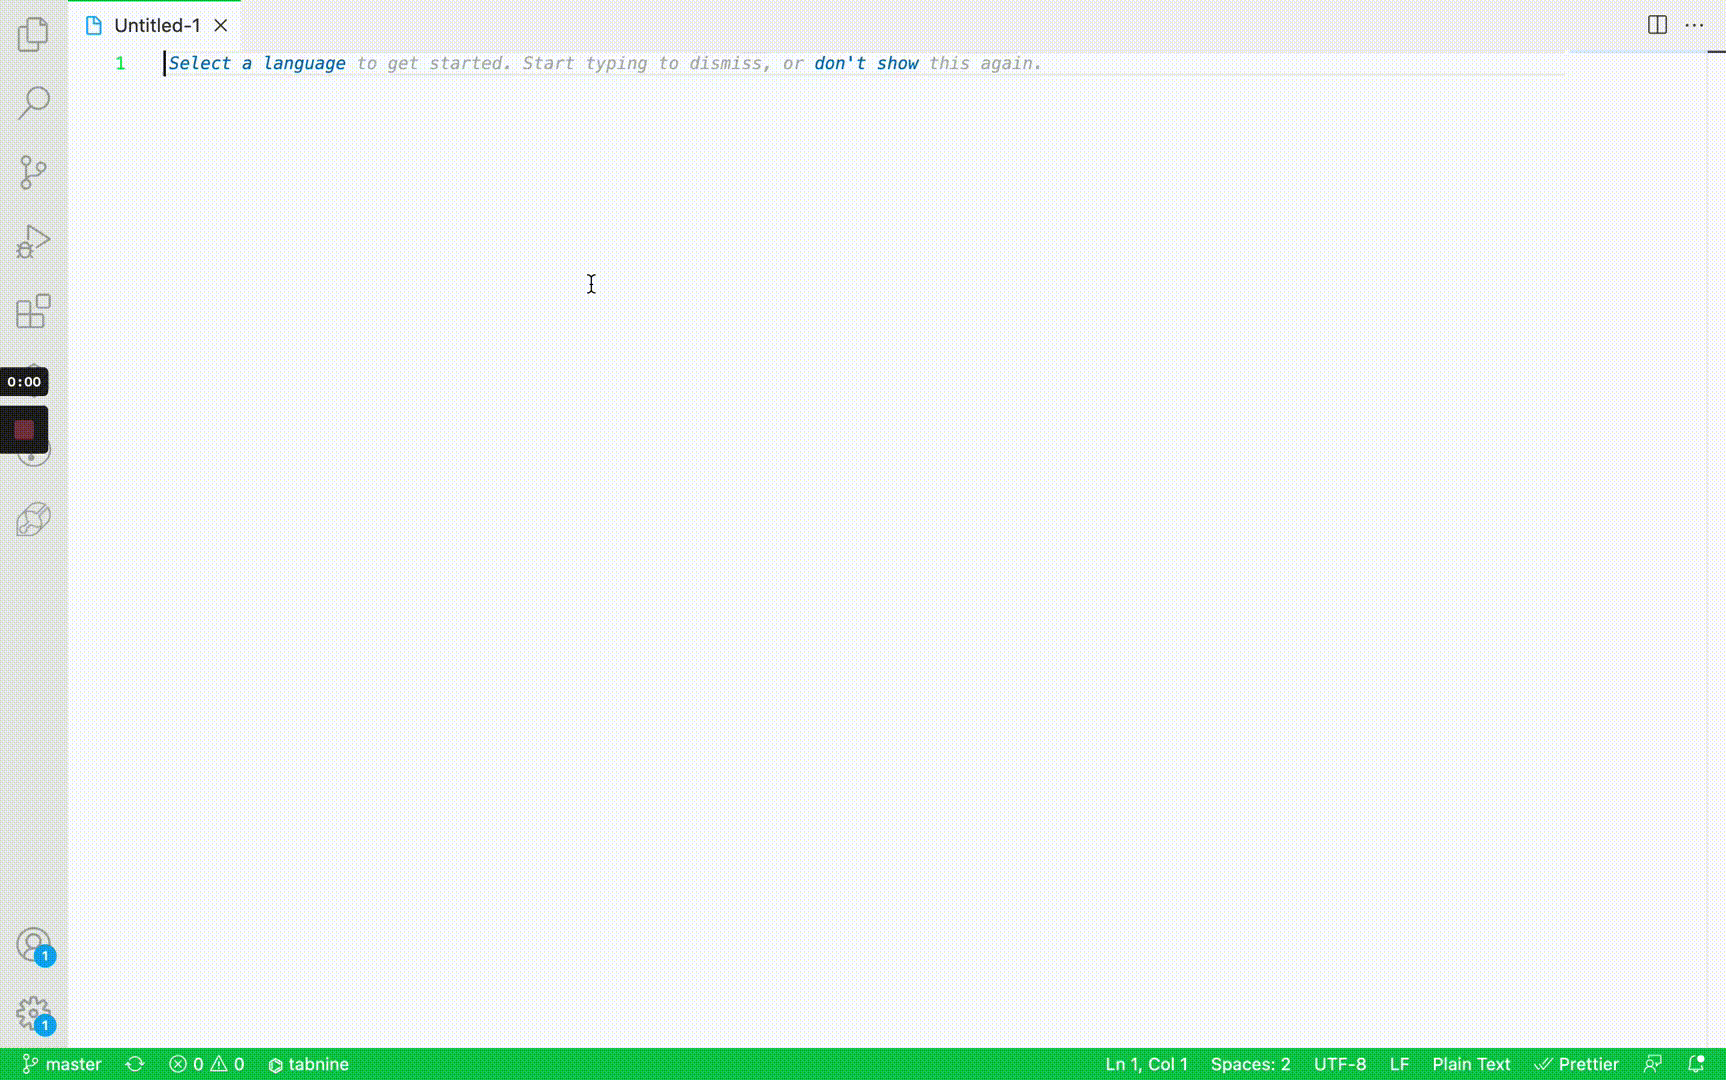 Untitled-1
1
Select a language to get started. Start typing to dismiss, or don't show this again.
0:00
1
1
master
0
0
tabnine
Ln 1, Col 1
Spaces: 2
UTF-8
LF
Plain Text
Prettier